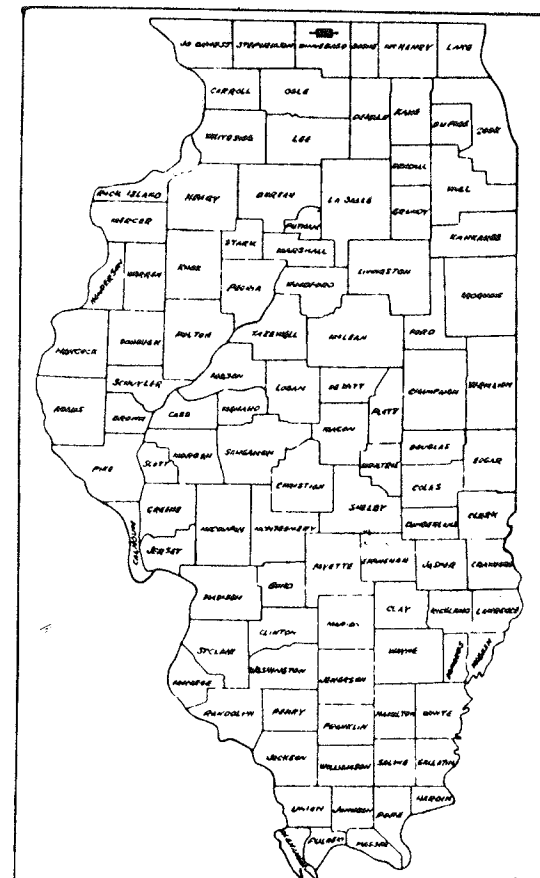 JO DAVIESS STEPHENSON WINNEBAGO BOONE McHENRY LAKE
CARROLL OGLE
DEKALB KANE
DUPAGE COOK
WHITESIDE LEE
KENDALL
WILL
ROCK ISLAND HENRY BUREAU LA SALLE GRUNDY
MERCER
PUTNAM
KANKAKEE
STARK MARSHALL
HENDERSON WARREN KNOX
LIVINGSTON
PEORIA WOODFORD
IROQUOIS
FULTON TAZEWELL McLEAN FORD
HANCOCK
MASON
SCHUYLER LOGAN DEWITT CHAMPAIGN VERMILION
ADAMS BROWN CASS MENARD PIATT
MACON
PIKE SCOTT MORGAN SANGAMON DOUGLAS EDGAR
MOULTRIE
CHRISTIAN COLES
GREENE SHELBY CLARK
CALHOUN MACOUPIN MONTGOMERY CUMBERLAND
JERSEY
FAYETTE EFFINGHAM JASPER CRAWFORD
BOND
MADISON
CLAY RICHLAND LAWRENCE
MARION
CLINTON
ST CLAIR WAYNE
WASHINGTON JEFFERSON WABASH
MONROE
RANDOLPH PERRY HAMILTON WHITE
FRANKLIN
JACKSON WILLIAMSON SALINE GALLATIN
UNION JOHNSON POPE HARDIN
PULASKI MASSAC